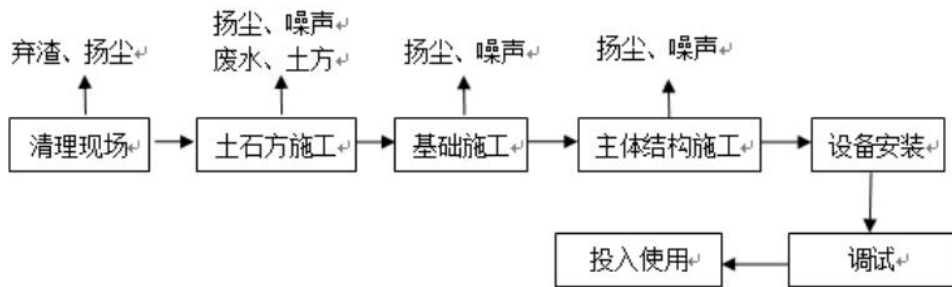 扬尘、噪声
弃渣、扬尘
废水、土方
扬尘、噪声
扬尘、噪声
清理现场
土石方施工
基础施工
主体结构施工
设备安装
投入使用
调试